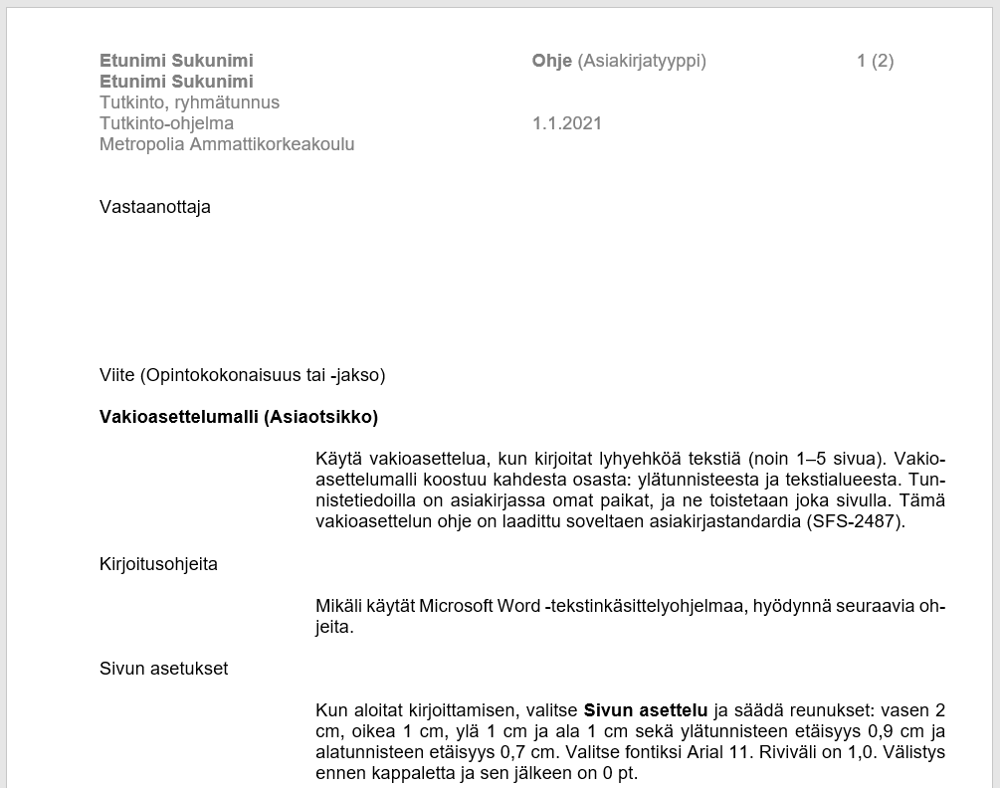 Etunimi Sukunimi Ohje (Asiakirjatyyppi) 1 (2)
Etunimi Sukunimi
Tutkinto, ryhmätunnus
Tutkinto-ohjelma 1.1.2021
Metropolia Ammattikorkeakoulu
Vastaanottaja
Viite (Opintokokonaisuus tai -jakso)
Vakioasettelumalli (Asiaotsikko)
Käytä vakioasettelua, kun kirjoitat lyhyehköä tekstiä (noin 1–5 sivua). Vakio-
asettelumalli koostuu kahdesta osasta: ylätunnisteesta ja tekstialueesta. Tun-
nistetiedoilla on asiakirjassa omat paikat, ja ne toistetaan joka sivulla. Tämä
vakioasettelun ohje on laadittu soveltaen asiakirjastandardia (SFS-2487).
Kirjoitusohjeita
Mikäli käytät Microsoft Word -tekstinkäsittelyohjelmaa, hyödynnä seuraavia oh-
jeita.
Sivun asetukset
Kun aloitat kirjoittamisen, valitse Sivun asettelu ja säädä reunukset: vasen 2
cm, oikea 1 cm, ylä 1 cm ja ala 1 cm sekä ylätunnisteen etäisyys 0,9 cm ja
alatunnisteen etäisyys 0,7 cm. Valitse fontiksi Arial 11. Riviväli on 1,0. Välistys
ennen kappaletta ja sen jälkeen on 0 pt.